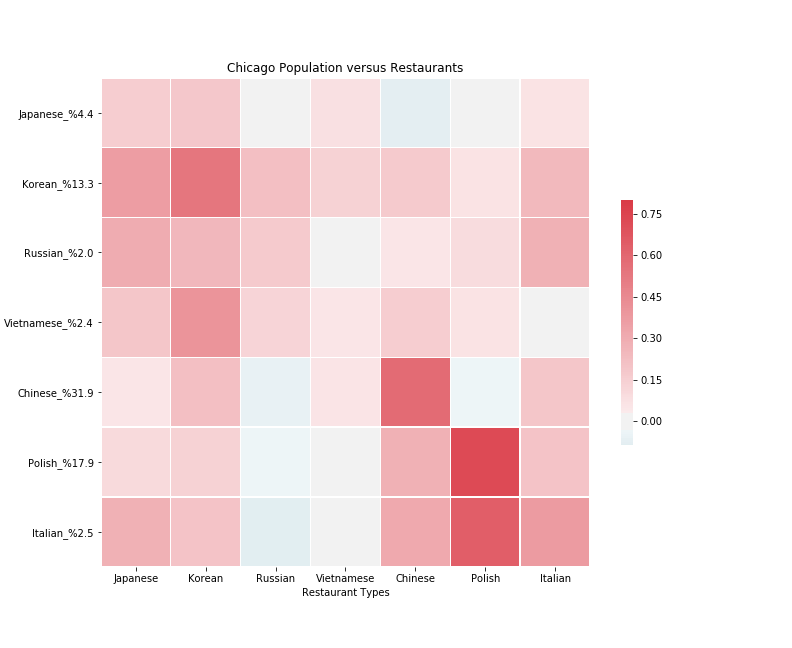 Chicago Population versus Restaurants
Japanese_%4.4
Korean_%13.3
Russian_%2.0
Vietnamese_%2.4
Chinese_%31.9
Polish_%17.9
Italian_%2.5
Japanese Korean Russian Vietnamese Chinese Polish Italian
Restaurant Types
0.75
0.60
0.45
0.30
0.15
0.00